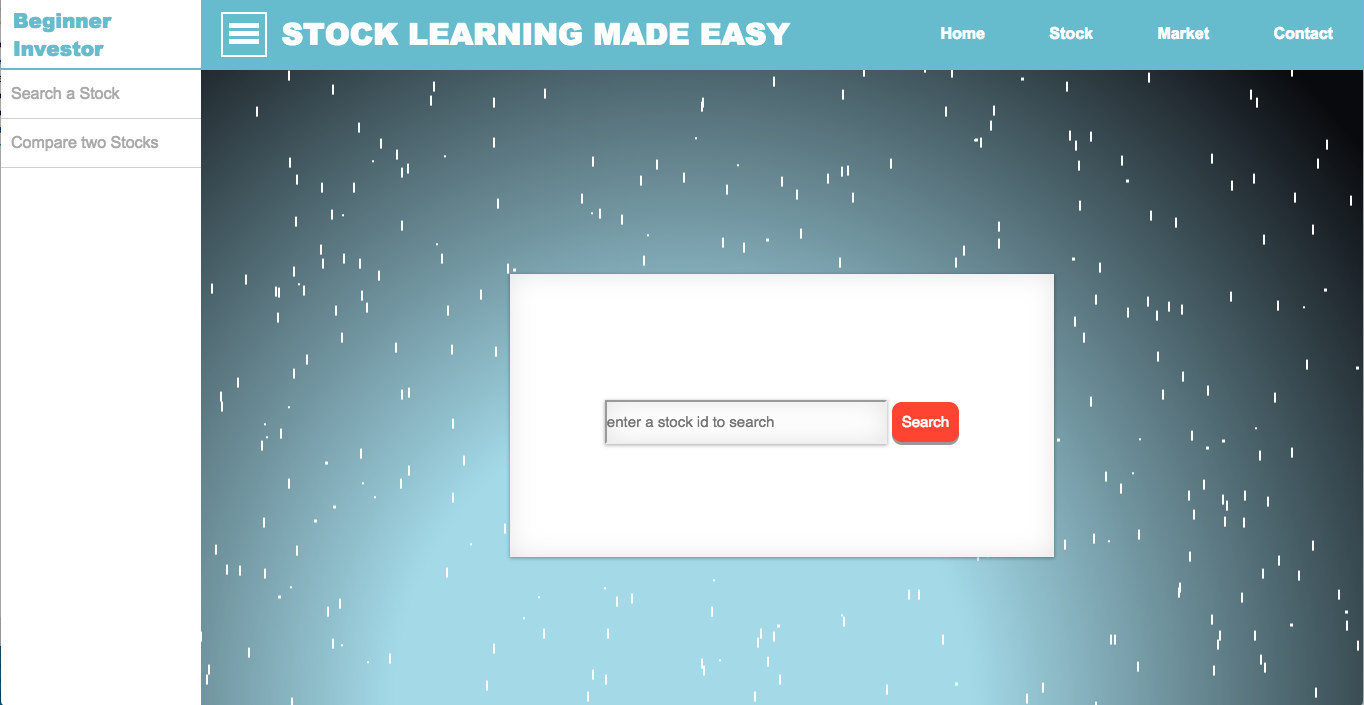 Beginner
Investor
STOCK LEARNING MADE EASY
Home
Stock
Market
Contact
Search a Stock
Compare two Stocks
enter a stock id to search
Search